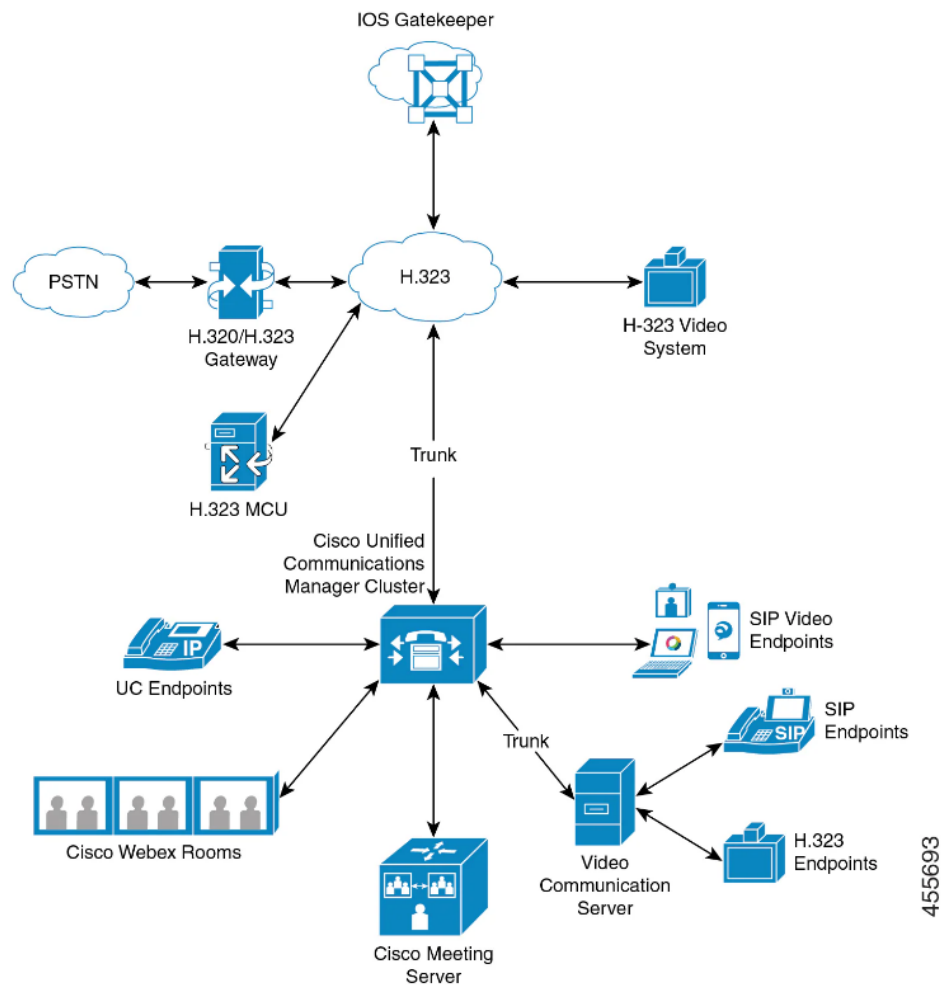 IOS Gatekeeper
PSTN
H.323
H.320/H.323
Gateway
H-323 Video
System
H.323 MCU
Trunk
Cisco Unified
Communications
Manager Cluster
IP
UC Endpoints
SIP Video
Endpoints
Trunk
SIP
SIP
Endpoints
Cisco Webex Rooms
Video
Communication
Server
H.323
Endpoints
Cisco Meeting
Server
455693